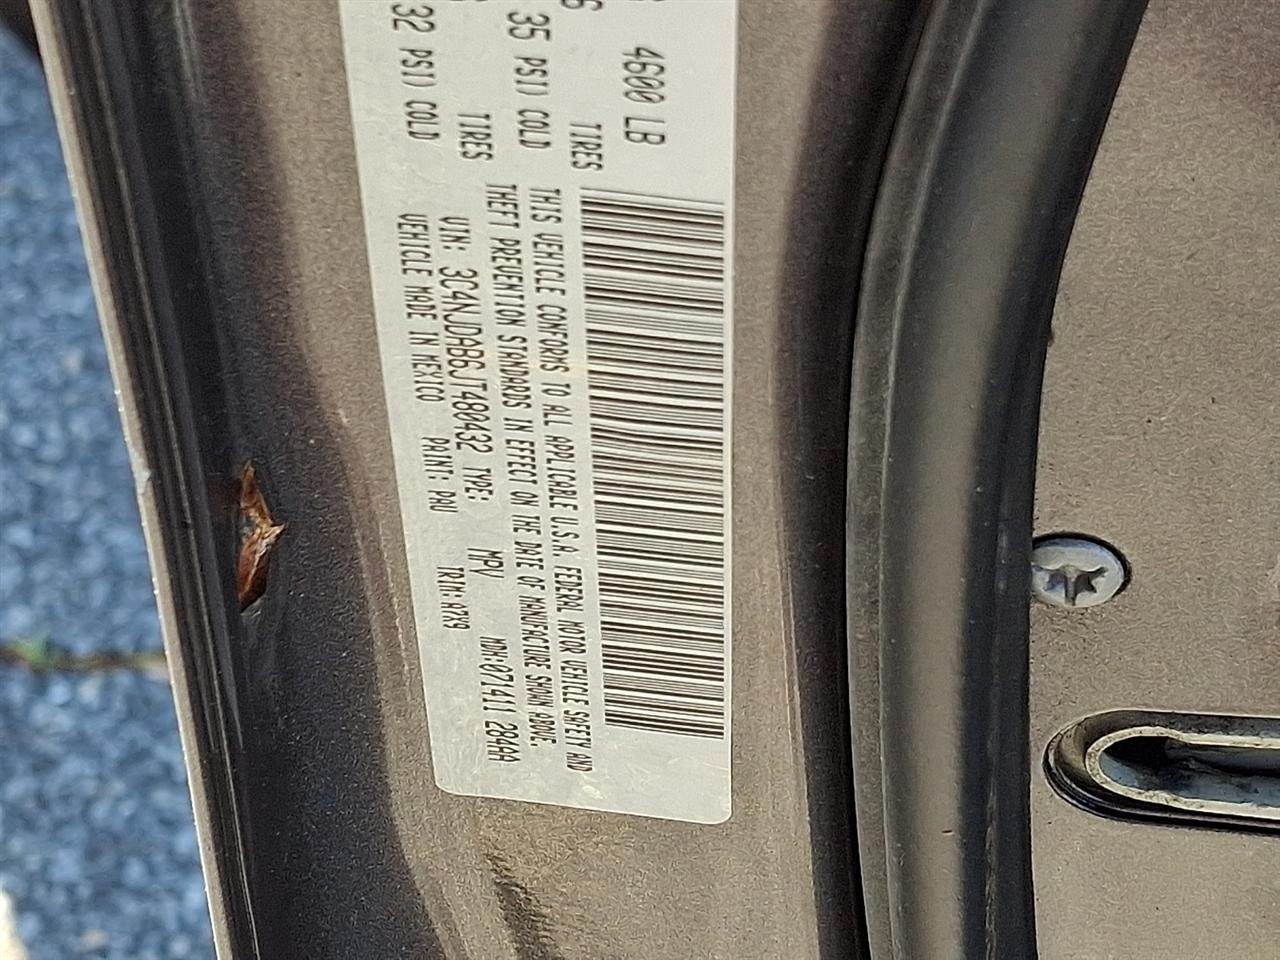 4600 LB
TIRES
35 PSI) COLD
TIRES
32 PSI) COLD
THIS VEHICLE CONFORMS TO ALL APPLICABLE U.S.A. FEDERAL MOTOR VEHICLE SAFETY AND
THEFT PREVENTION STANDARDS IN EFFECT ON THE DATE OF MANUFACTURE SHOWN ABOVE.
VIN: 3C4NJDAB6JT480432 TYPE: MPV MDH:071411 284AA
VEHICLE MADE IN MEXICO PAINT: PAU TRIM: A7X9